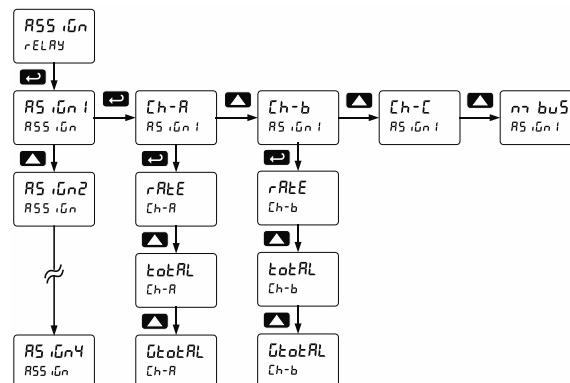 ASSiGn
rELAY
ASiGn1
ASSiGn
Ch-A
ASiGn1
Ch-b
ASiGn1
Ch-C
ASiGn1
m buS
ASiGn1
ASiGn2
ASSiGn
rAtE
Ch-A
rAtE
Ch-b
totAL
Ch-A
totAL
Ch-b
ASiGn4
ASSiGn
GtotAL
Ch-A
GtotAL
Ch-b